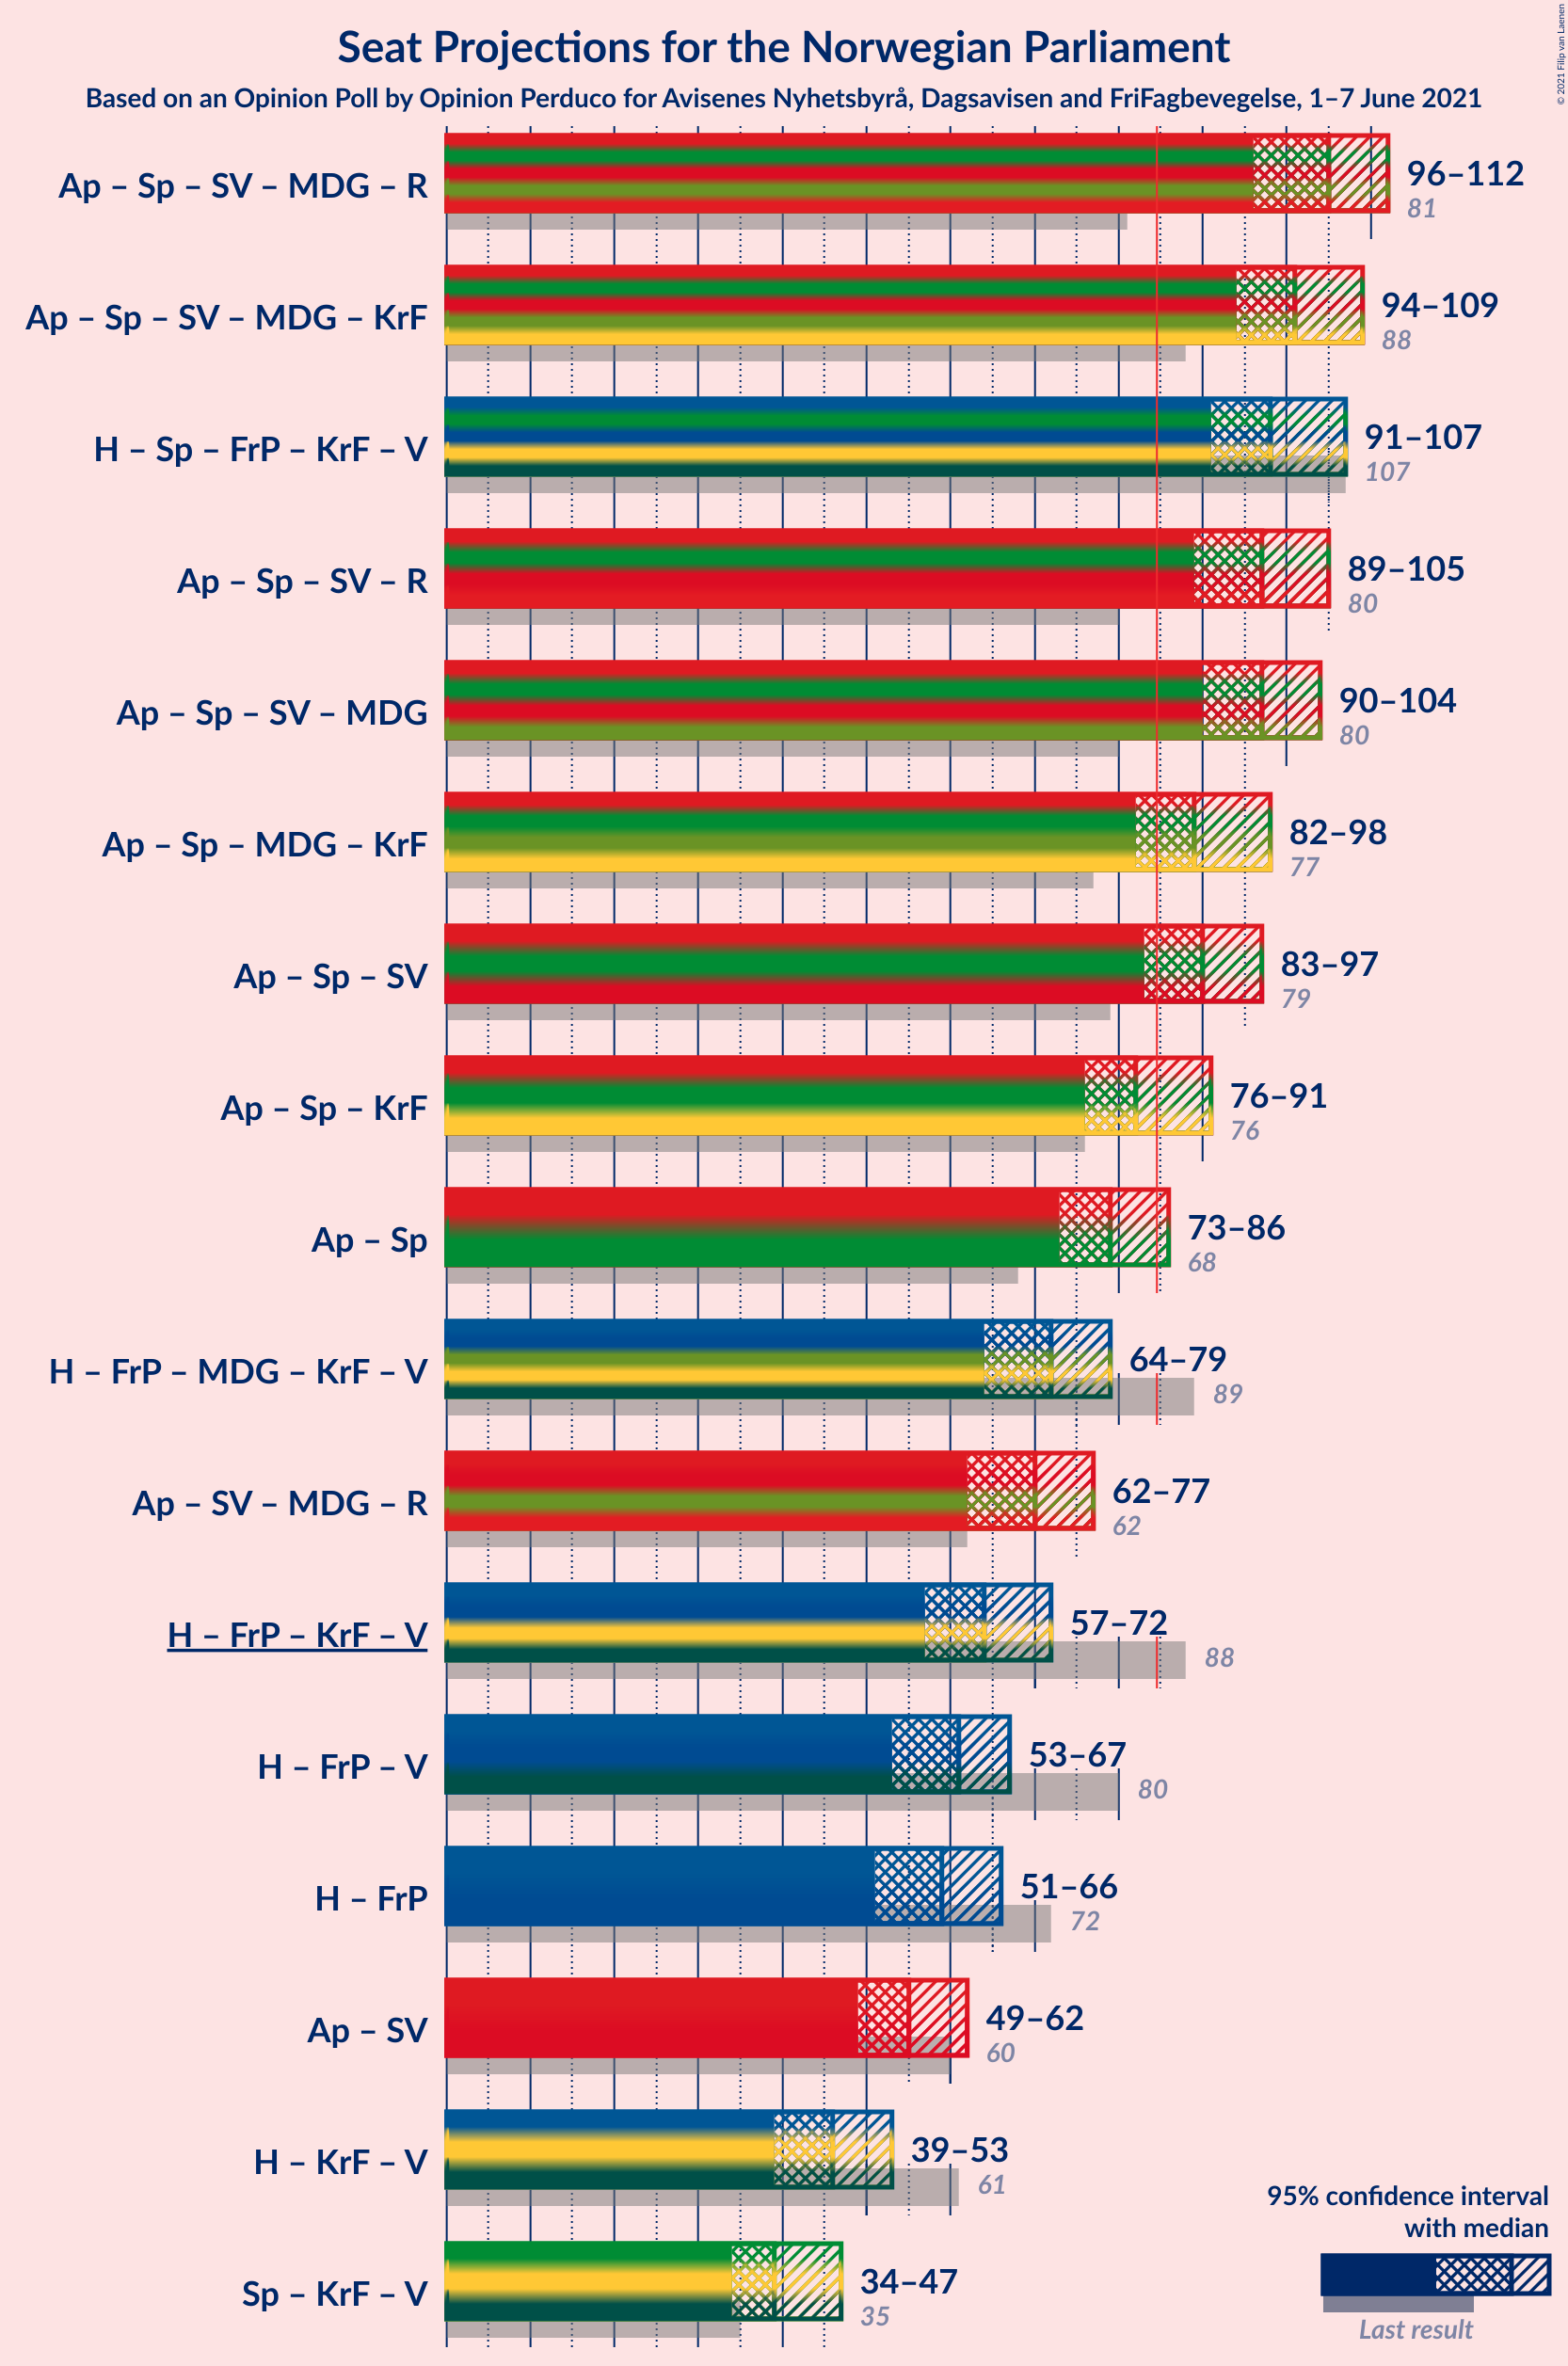 Seat Projections for the Norwegian Parliament
Based on an Opinion Poll by Opinion Perduco for Avisenes Nyhetsbyrå, Dagsavisen and FriFagbevegelse, 1–7 June 2021
© 2021 Filip van Laenen
Ap – Sp – SV – MDG – R
96–112
81
Ap – Sp – SV – MDG – KrF
94–109
88
H – Sp – FrP – KrF – V
91–107
107
Ap – Sp – SV – R
89–105
80
Ap – Sp – SV – MDG
90–104
80
Ap – Sp – MDG – KrF
82–98
77
Ap – Sp – SV
83–97
79
Ap – Sp – KrF
76–91
76
Ap – Sp
73–86
68
H – FrP – MDG – KrF – V
64–79
89
Ap – SV – MDG – R
62–77
62
H – FrP – KrF – V
57–72
88
H – FrP – V
53–67
80
H – FrP
51–66
72
Ap – SV
49–62
60
H – KrF – V
39–53
61
Sp – KrF – V
34–47
35
95% confidence interval
with median
Last result